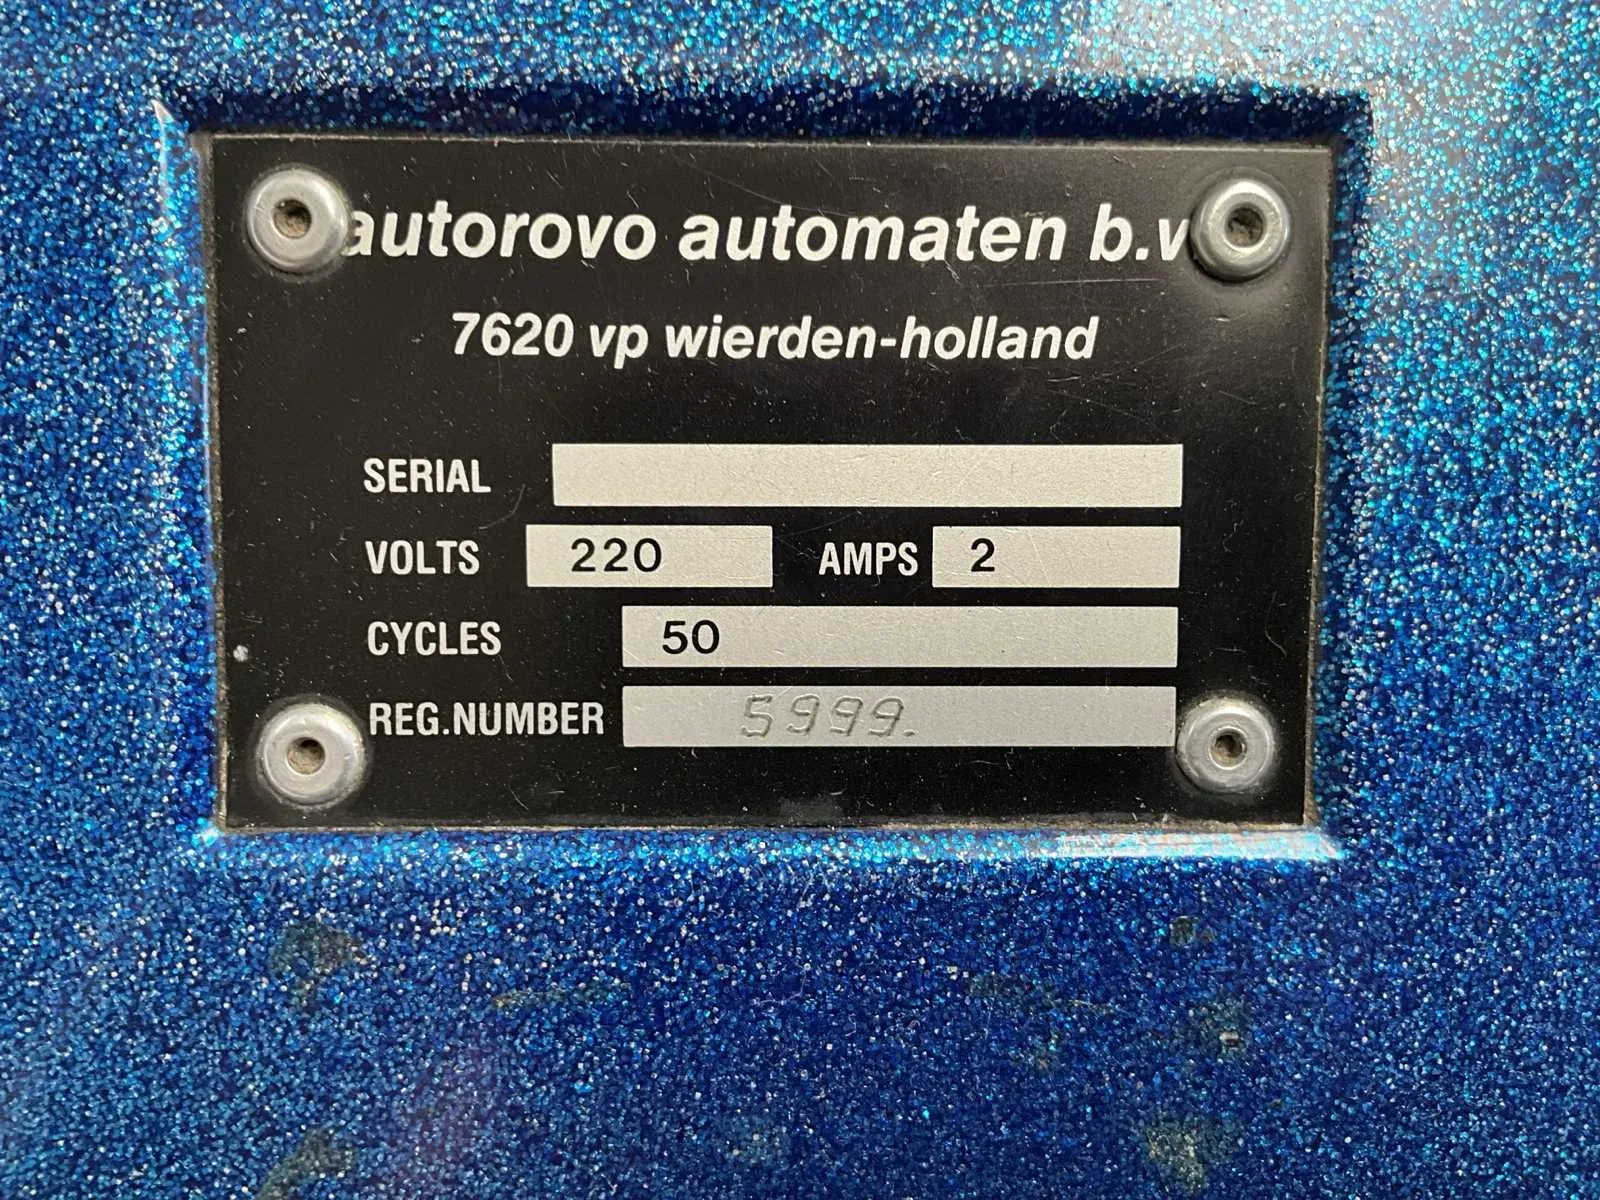 autorovo automaten b.v
7620 vp wierden-holland
SERIAL
VOLTS 220 AMPS 2
CYCLES 50
REG.NUMBER 5999.